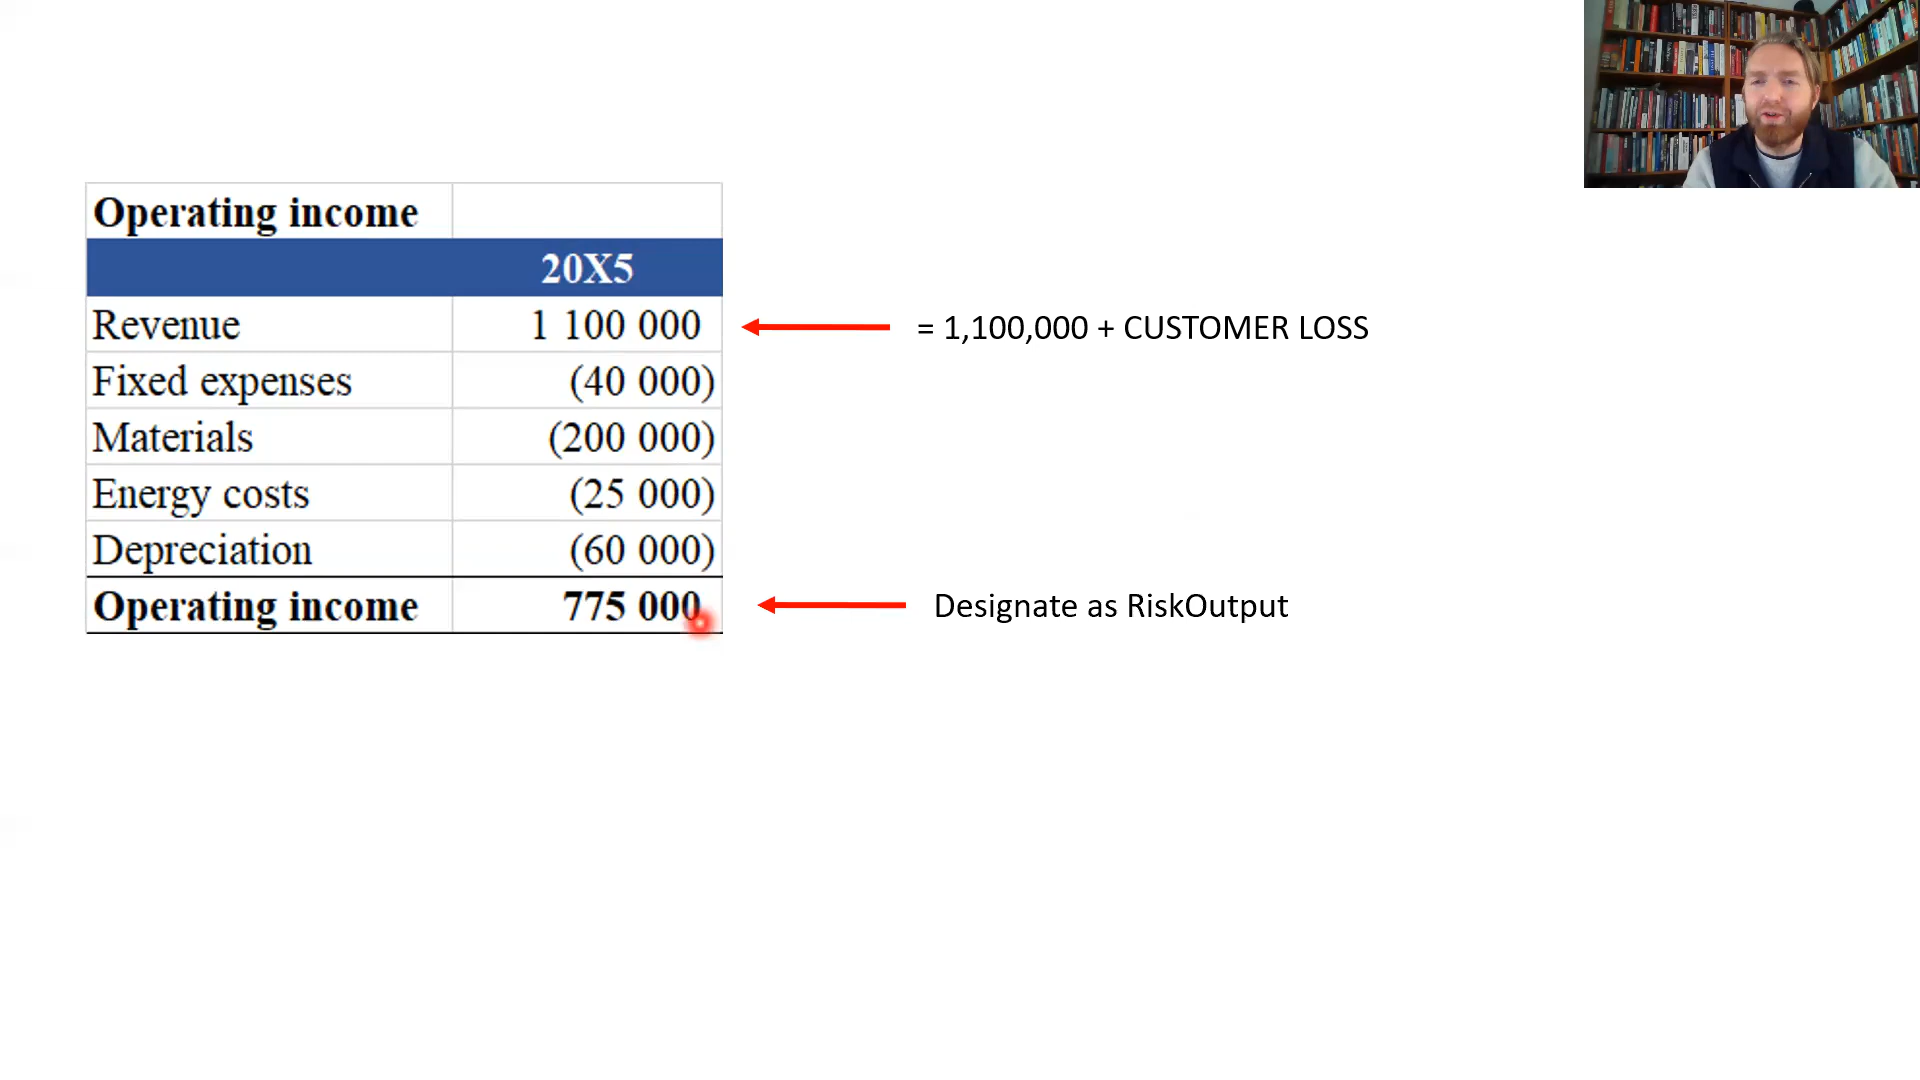 Operating income
20X5
Revenue 1 100 000 = 1,100,000 + CUSTOMER LOSS
Fixed expenses (40 000)
Materials (200 000)
Energy costs (25 000)
Depreciation (60 000)
Operating income 775 000 Designate as RiskOutput